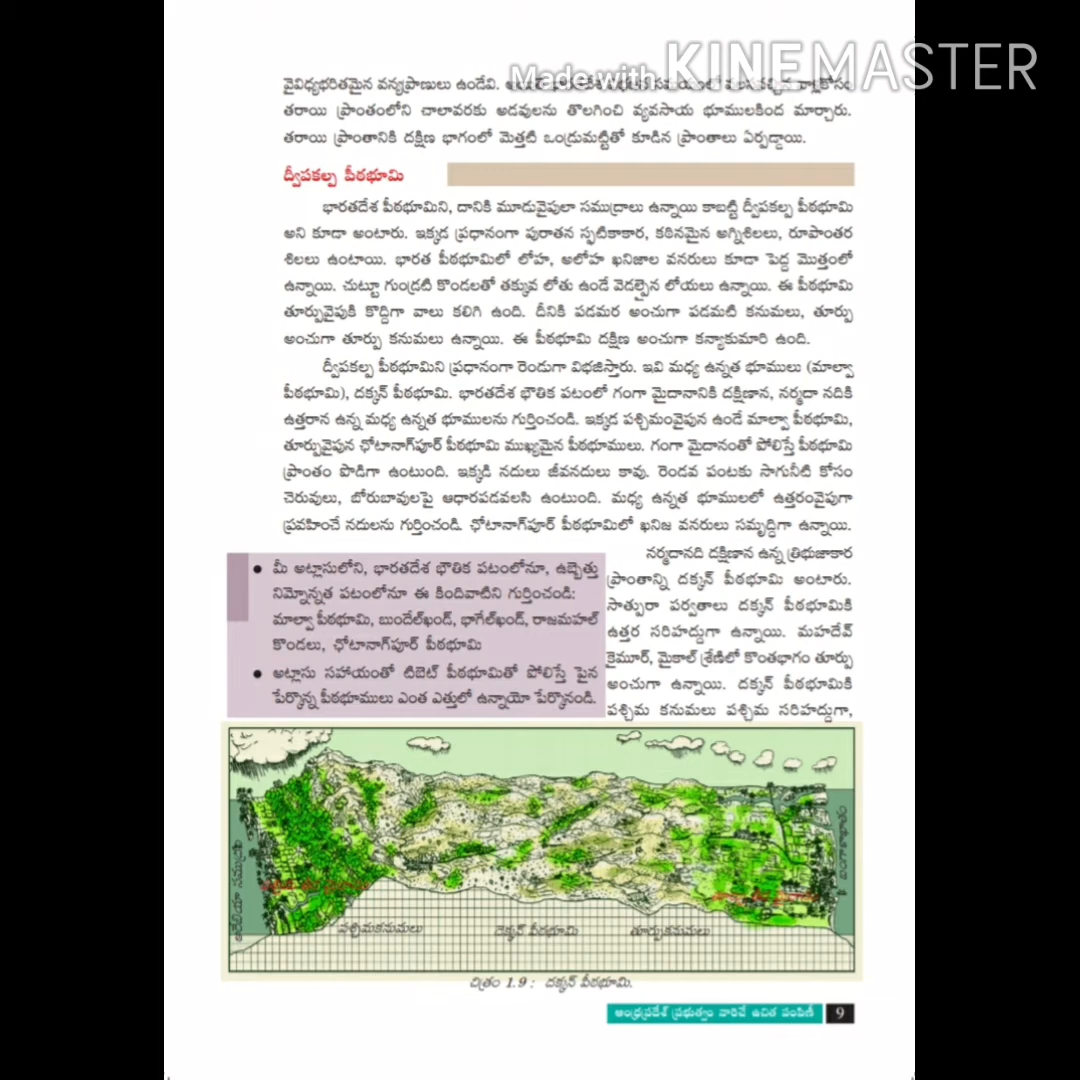 Made with KINEMASTER
వైవిధ్యభరితమైన వన్యప్రాణులు ఉండేవి.
తరాయి ప్రాంతంలోని చాలావరకు అడవులను తొలగించి వ్యవసాయ భూములకింద మార్చారు.
తరాయి ప్రాంతానికి దక్షిణ భాగంలో మెత్తటి ఒండ్రుమట్టితో కూడిన ప్రాంతాలు ఏర్పడ్డాయి.
ద్వీపకల్ప పీఠభూమి
భారతదేశ పీఠభూమిని, దానికి మూడువైపులా సముద్రాలు ఉన్నాయి కాబట్టి ద్వీపకల్ప పీఠభూమి
అని కూడా అంటారు. ఇక్కడ ప్రధానంగా పురాతన స్ఫటికాకార, కఠినమైన అగ్నిశిలలు, రూపాంతర
శిలలు ఉంటాయి. భారత పీఠభూమిలో లోహ, అలోహ ఖనిజాల వనరులు కూడా పెద్ద మొత్తంలో
ఉన్నాయి. చుట్టూ గుండ్రటి కొండలతో తక్కువ లోతు ఉండే వెడల్పైన లోయలు ఉన్నాయి. ఈ పీఠభూమి
తూర్పువైపుకి కొద్దిగా వాలు కలిగి ఉంది. దీనికి పడమర అంచుగా పడమటి కనుమలు, తూర్పు
అంచుగా తూర్పు కనుమలు ఉన్నాయి. ఈ పీఠభూమి దక్షిణ అంచుగా కన్యాకుమారి ఉంది.
ద్వీపకల్ప పీఠభూమిని ప్రధానంగా రెండుగా విభజిస్తారు. ఇవి మధ్య ఉన్నత భూములు (మాల్వా
పీఠభూమి), దక్కన్ పీఠభూమి. భారతదేశ భౌతిక పటంలో గంగా మైదానానికి దక్షిణాన, నర్మదా నదికి
ఉత్తరాన ఉన్న మధ్య ఉన్నత భూములను గుర్తించండి. ఇక్కడ పశ్చిమంవైపున ఉండే మాల్వా పీఠభూమి,
తూర్పువైపున ఛోటానాగ్‌పూర్ పీఠభూమి ముఖ్యమైన పీఠభూములు. గంగా మైదానంతో పోలిస్తే పీఠభూమి
ప్రాంతం పొడిగా ఉంటుంది. ఇక్కడి నదులు జీవనదులు కావు. రెండవ పంటకు సాగునీటి కోసం
చెరువులు, బోరుబావులపై ఆధారపడవలసి ఉంటుంది. మధ్య ఉన్నత భూములలో ఉత్తరంవైపుగా
ప్రవహించే నదులను గుర్తించండి. ఛోటానాగ్‌పూర్ పీఠభూమిలో ఖనిజ వనరులు సమృద్ధిగా ఉన్నాయి.
నర్మదానది దక్షిణాన ఉన్న త్రిభుజాకార
ప్రాంతాన్ని దక్కన్ పీఠభూమి అంటారు.
సాత్పురా పర్వతాలు దక్కన్ పీఠభూమికి
ఉత్తర సరిహద్దుగా ఉన్నాయి. మహదేవ్
కైమూర్, మైకాల్ శ్రేణిలో కొంతభాగం తూర్పు
అంచుగా ఉన్నాయి. దక్కన్ పీఠభూమికి
పశ్చిమ కనుమలు పశ్చిమ సరిహద్దుగా,
● మీ అట్లాసులోని, భారతదేశ భౌతిక పటంలోనూ, ఉబ్బెత్తు
నిమ్నోన్నత పటంలోనూ ఈ కిందివాటిని గుర్తించండి:
మాల్వా పీఠభూమి, బుందేల్‌ఖండ్, భాగేల్‌ఖండ్, రాజమహల్
కొండలు, ఛోటానాగ్‌పూర్ పీఠభూమి
● అట్లాసు సహాయంతో టిబెట్ పీఠభూమితో పోలిస్తే పైన
పేర్కొన్న పీఠభూములు ఎంత ఎత్తులో ఉన్నాయో పేర్కొనండి.
పశ్చిమకనుమలు
దెక్కన్ పీఠభూమి
తూర్పుకనుమలు
చిత్రం 1.9 : దక్కన్ పీఠభూమి.
ఆంధ్రప్రదేశ్ ప్రభుత్వం వారిచే ఉచిత పంపిణీ 9